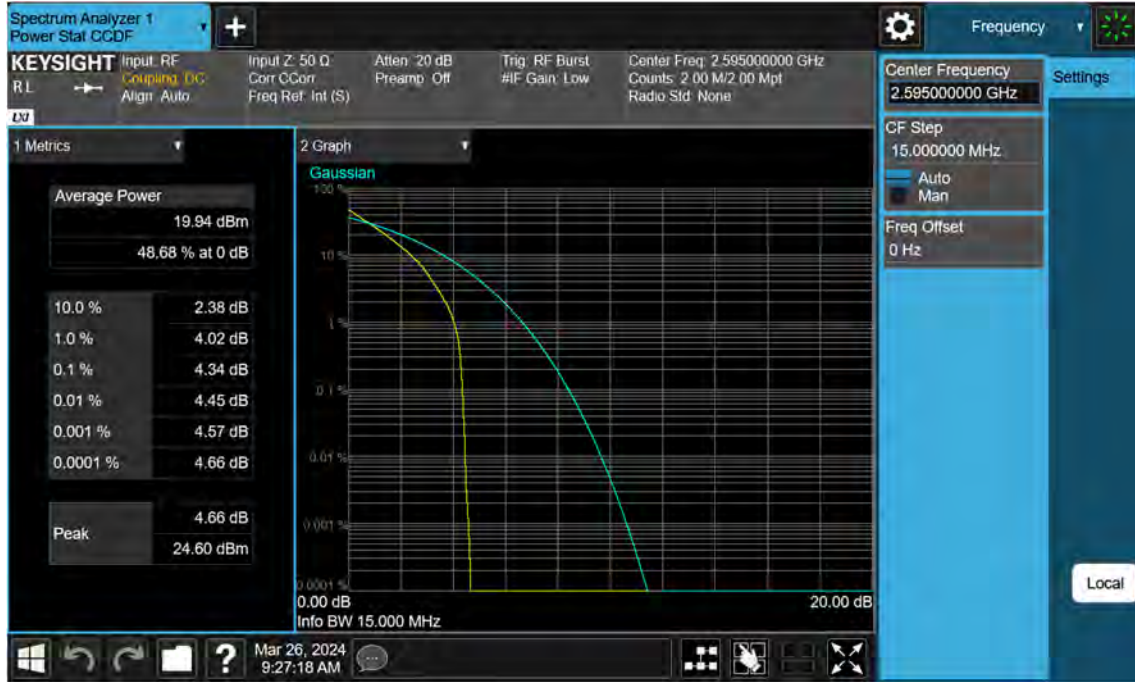 Spectrum Analyzer 1
Power Stat CCDF
+
Frequency
KEYSIGHT
RL
LXI
Input: RF
Coupling: DC
Align: Auto
Input Z: 50 Ω
Corr CCorr
Freq Ref: Int (S)
Atten: 20 dB
Preamp: Off
Trig: RF Burst
#IF Gain: Low
Center Freq: 2.595000000 GHz
Counts: 2.00 M/2.00 Mpt
Radio Std: None
Center Frequency
2.595000000 GHz
Settings
CF Step
15.000000 MHz
Auto
Man
Freq Offset
0 Hz
1 Metrics
Average Power
19.94 dBm
48.68 % at 0 dB
10.0 % 2.38 dB
1.0 % 4.02 dB
0.1 % 4.34 dB
0.01 % 4.45 dB
0.001 % 4.57 dB
0.0001 % 4.66 dB
Peak
4.66 dB
24.60 dBm
2 Graph
Gaussian
100 %
10 %
1 %
0.1 %
0.01 %
0.001 %
0.0001 %
0.00 dB 20.00 dB
Info BW 15.000 MHz
Local
?
Mar 26, 2024
9:27:18 AM